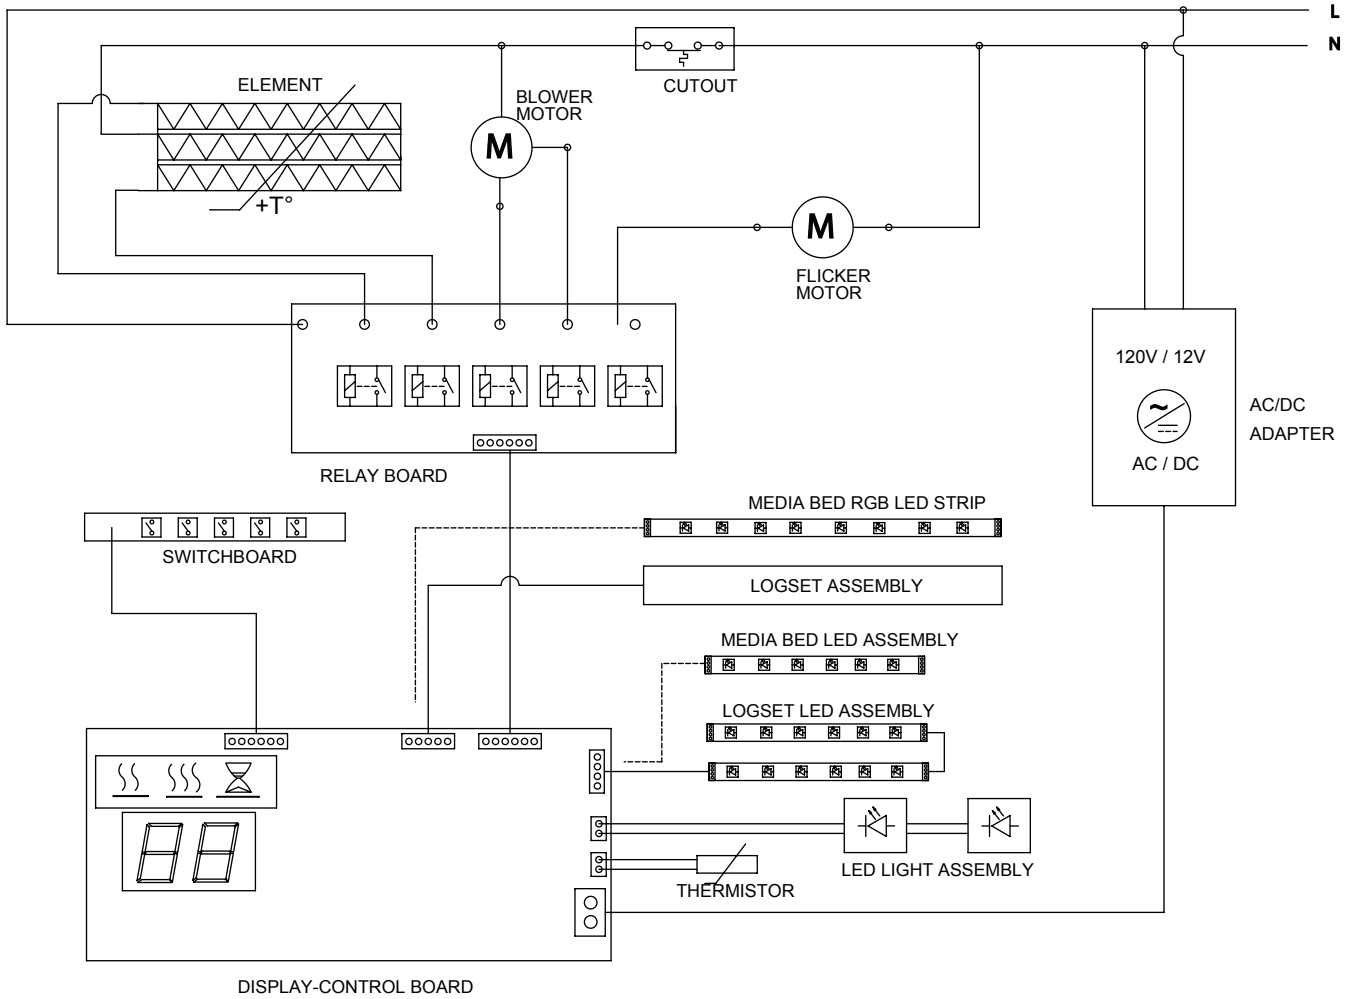 L
N
ELEMENT
CUTOUT
BLOWER
MOTOR
M
+T°
M
FLICKER
MOTOR
120V / 12V
AC/DC
ADAPTER
AC / DC
RELAY BOARD
MEDIA BED RGB LED STRIP
SWITCHBOARD
LOGSET ASSEMBLY
MEDIA BED LED ASSEMBLY
LOGSET LED ASSEMBLY
LED LIGHT ASSEMBLY
THERMISTOR
DISPLAY-CONTROL BOARD